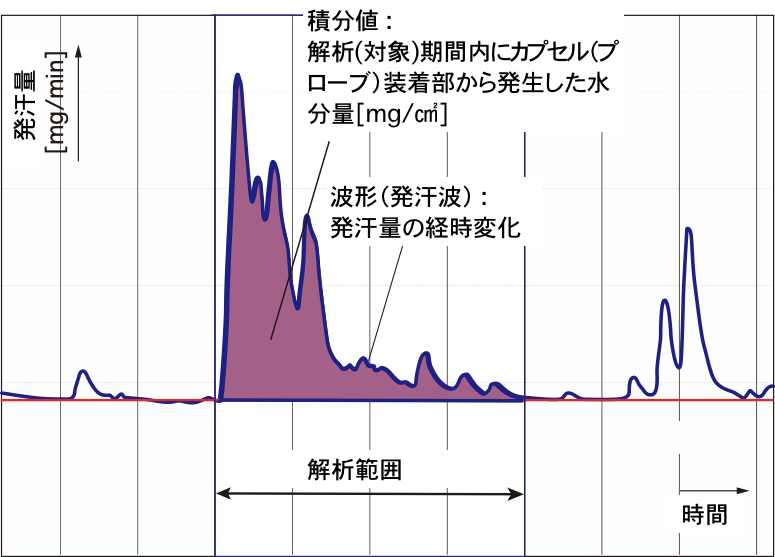 積分値：
解析(対象)期間内にカプセル(プ
ローブ)装着部から発生した水
分量[mg/c㎡]
発汗量
[mg/min]
波形(発汗波)：
発汗量の経時変化
解析範囲
時間